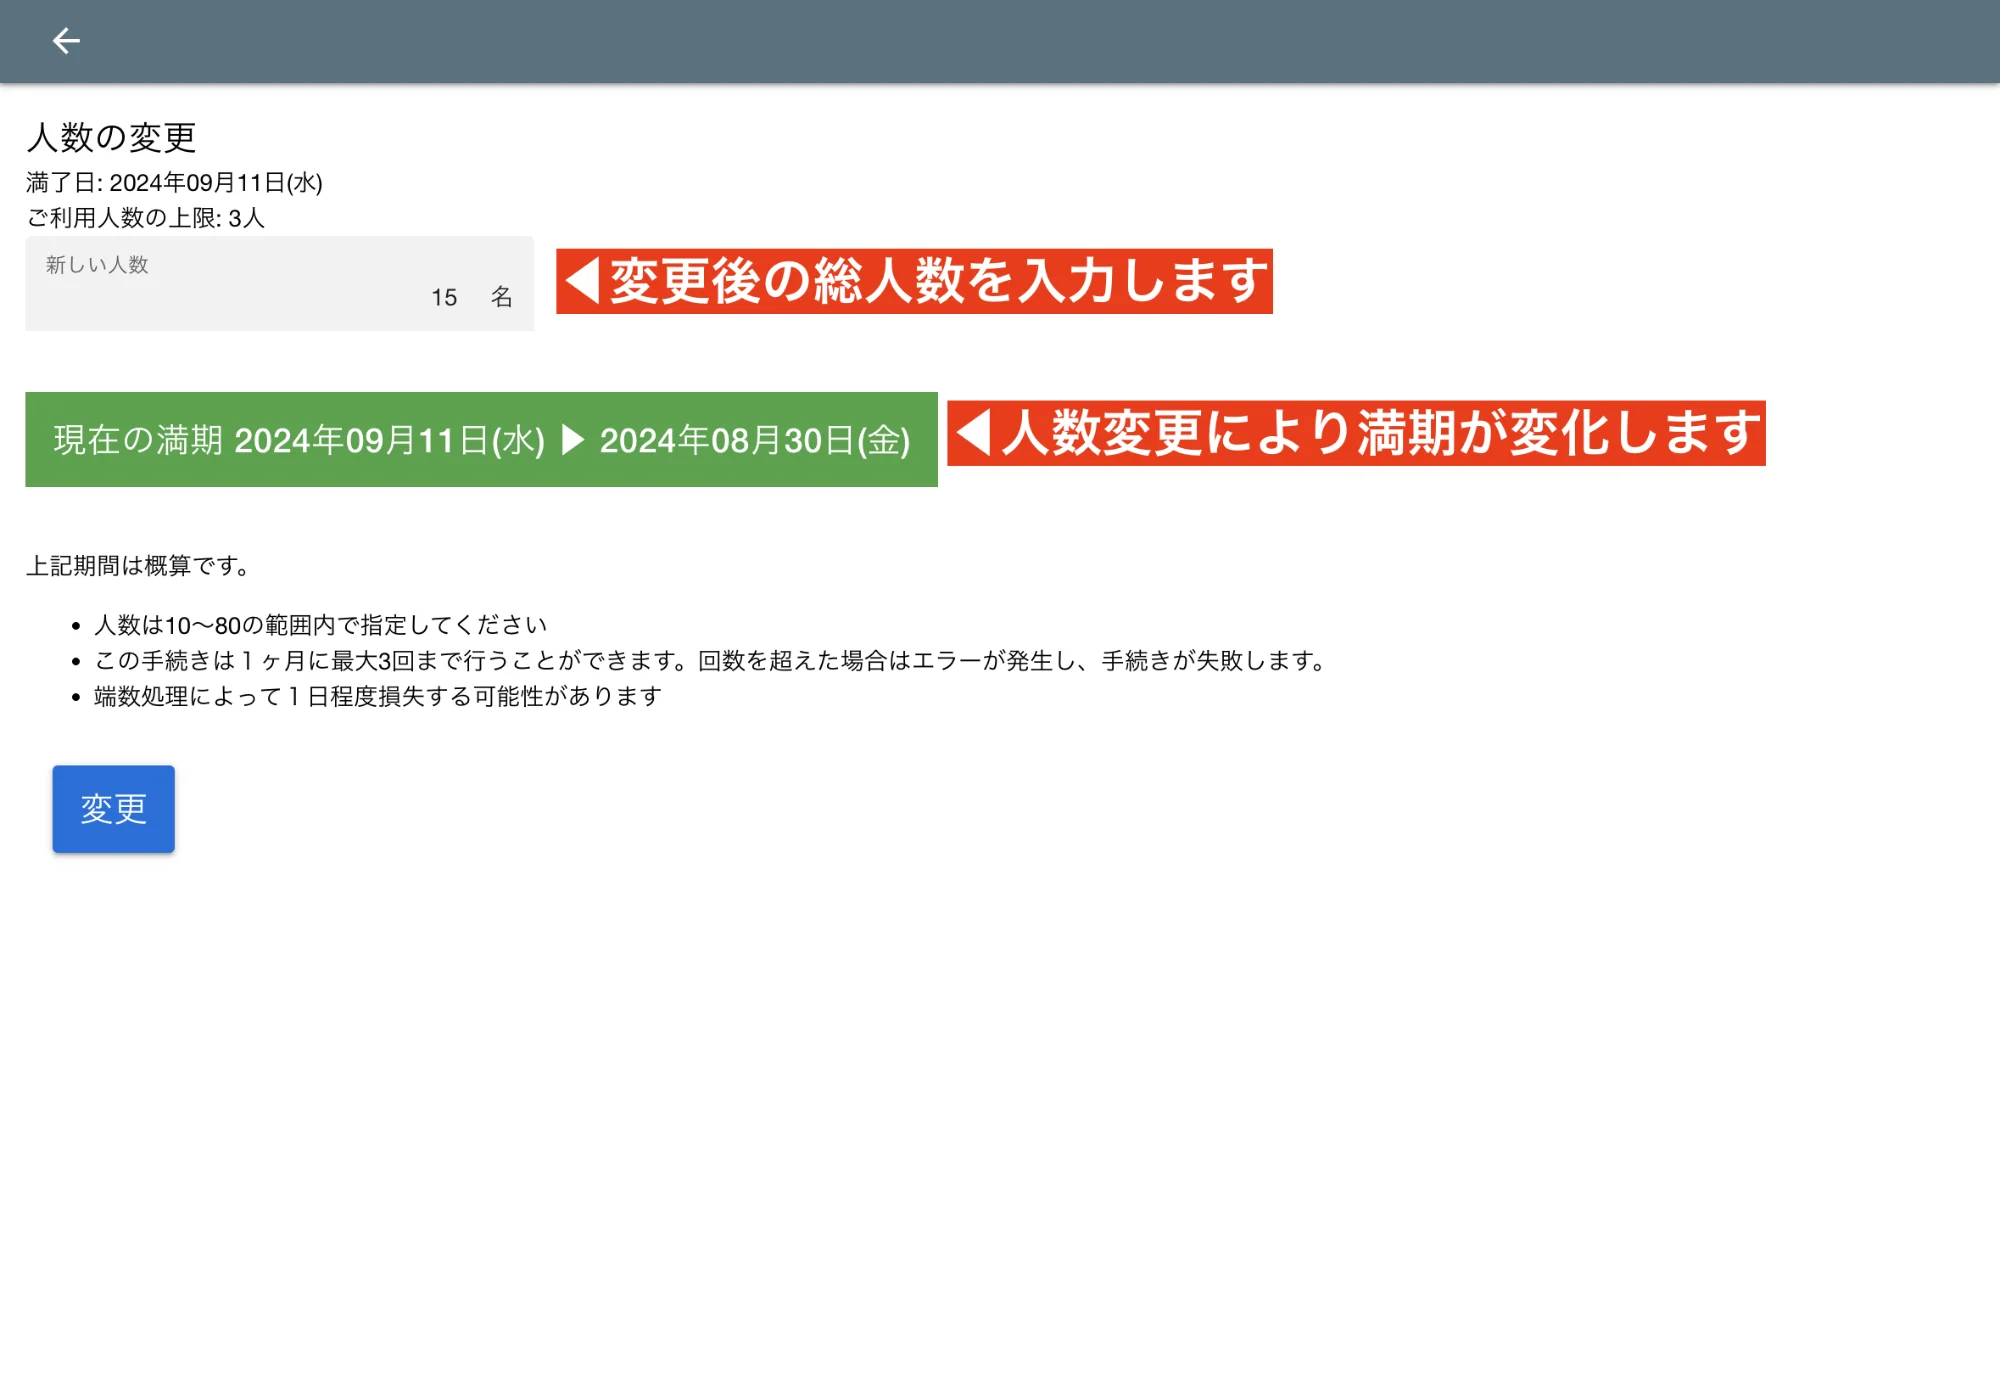 人数の変更
満了日: 2024年09月11日(水)
ご利用人数の上限: 3人
新しい人数
15 名
◀変更後の総人数を入力します
現在の満期 2024年09月11日(水) ▶ 2024年08月30日(金)
◀人数変更により満期が変化します
上記期間は概算です。
• 人数は10〜80の範囲内で指定してください
• この手続きは１ヶ月に最大3回まで行うことができます。回数を超えた場合はエラーが発生し、手続きが失敗します。
• 端数処理によって１日程度損失する可能性があります
変更